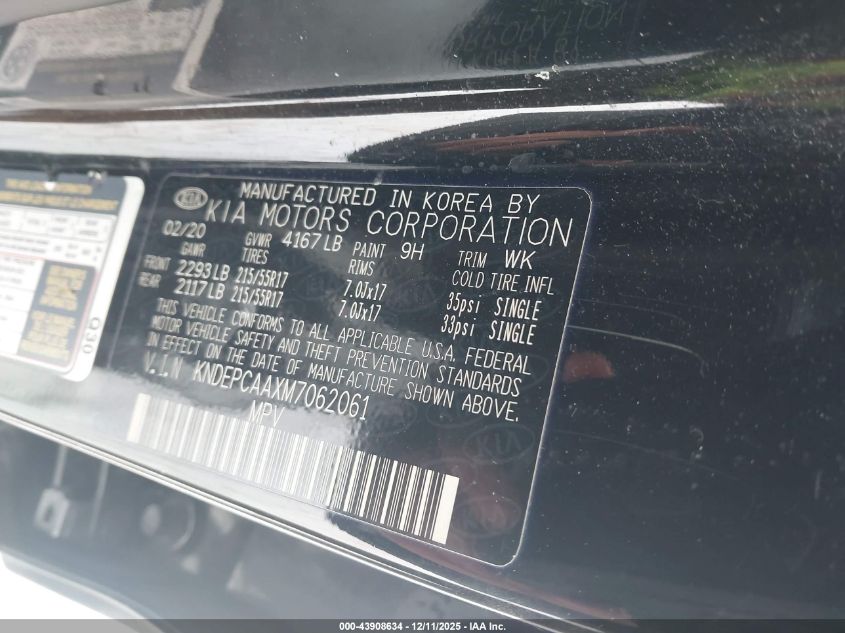 KIA
MANUFACTURED IN KOREA BY
KIA MOTORS CORPORATION
02/20 GVWR 4167 LB PAINT 9H TRIM WK
GAWR TIRES RIMS COLD TIRE INFL
FRONT 2293 LB 215/55R17 7.0Jx17 35psi SINGLE
REAR 2117 LB 215/55R17 7.0Jx17 33psi SINGLE
THIS VEHICLE CONFORMS TO ALL APPLICABLE U.S.A. FEDERAL
MOTOR VEHICLE SAFETY AND THEFT PREVENTION STANDARDS
IN EFFECT ON THE DATE OF MANUFACTURE SHOWN ABOVE.
V.I.N KNDEPCAAXM7062061
MPV
KIA
Q30
000-43908634 - 12/11/2025 - IAA Inc.